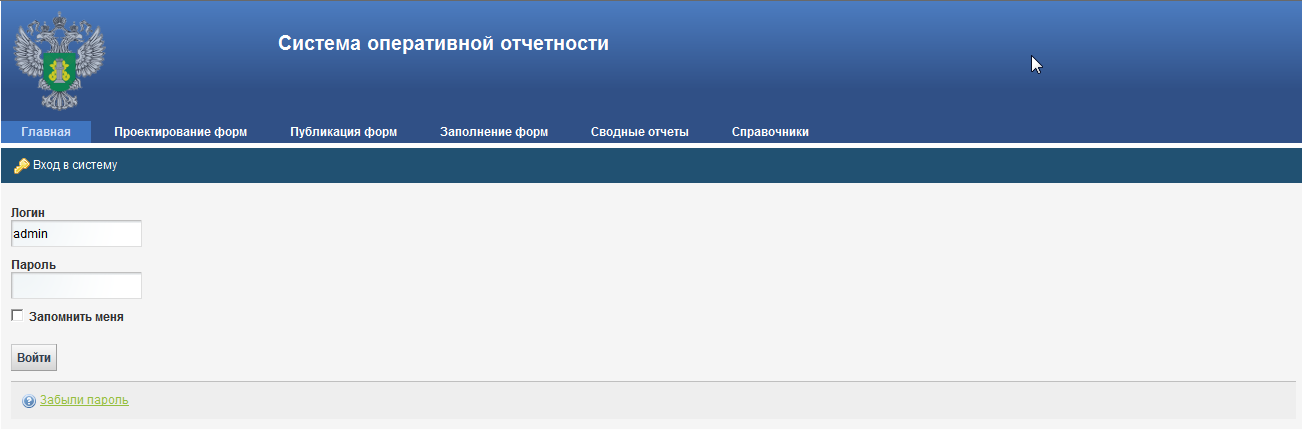 Система оперативной отчетности
Главная Проектирование форм Публикация форм Заполнение форм Сводные отчеты Справочники
Вход в систему
Логин
admin
Пароль
Запомнить меня
Войти
Забыли пароль